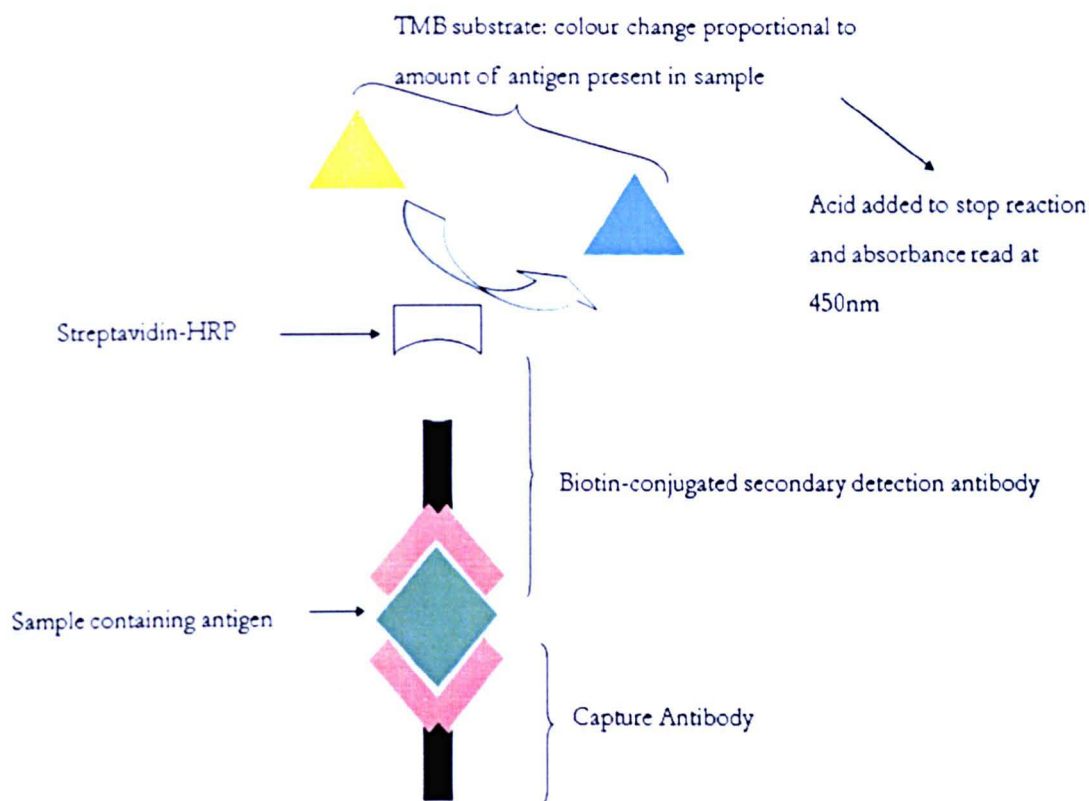 TMB substrate: colour change proportional to
amount of antigen present in sample
Acid added to stop reaction
and absorbance read at
450nm
Streptavidin-HRP
Biotin-conjugated secondary detection antibody
Sample containing antigen
Capture Antibody